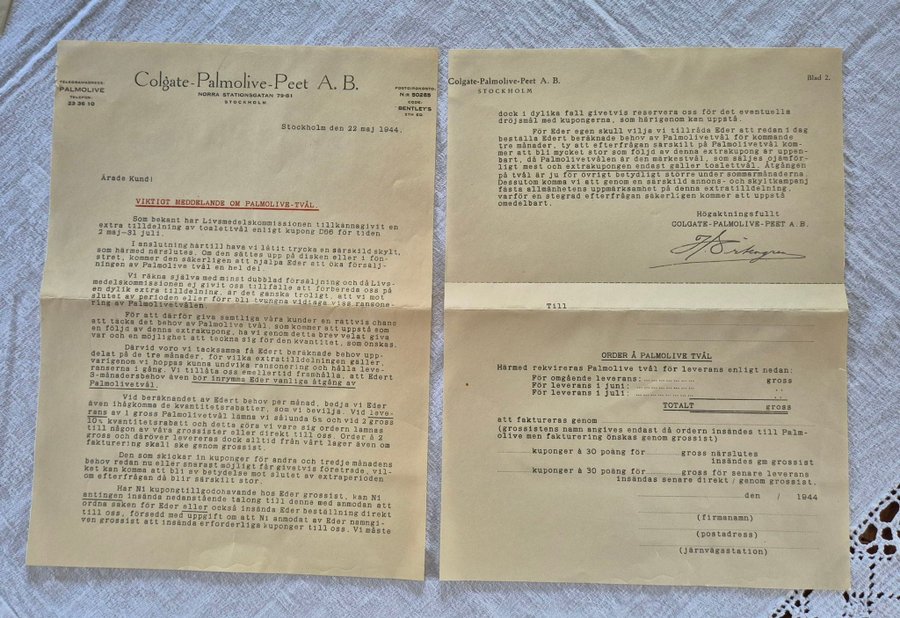 TELEGRAMADRESS:
PALMOLIVE
TELEFON:
23 36 10
Colgate-Palmolive-Peet A. B.
NORRA STATIONSGATAN 79-81
STOCKHOLM
POSTGIROKONTO
N:R 50265
CODE:
BENTLEY'S
5TH ED.
Stockholm den 22 maj 1944.
Ärade Kund!
VIKTIGT MEDDELANDE OM PALMOLIVE-TVÅL.
Som bekant har Livsmedelskommissionen tillkännagivit en
extra tilldelning av toalettvål enligt kupong D06 för tiden
2 maj-31 juli.
I anslutning härtill hava vi låtit trycka en särskild skylt,
som härmed närslutes. Om den sättes upp på disken eller i fön-
stret, kommer den säkerligen att hjälpa Eder att öka försälj-
ningen av Palmolive tvål en hel del.
Vi räkna själva med minst dubblad försäljning och då Livs-
medelskommissionen ej givit oss tillfälle att förbereda oss på
en dylik extra tilldelning, är det ganska troligt, att vi mot
slutet av perioden eller förr bli tvungna vidtaga viss ransone-
ring av Palmolivetvålen.
För att därför giva samtliga våra kunder en rättvis chans
att täcka det behov av Palmolive tvål, som kommer att uppstå som
en följd av denna extrakupong, ha vi genom detta brev velat giva
var och en möjlighet att teckna sig för den kvantitet, som önskas.
Därvid voro vi tacksamma få Edert beräknade behov upp-
delat på de tre månader, för vilka extratilldelningen gäller,
varigenom vi hoppas kunna undvika ransonering och hålla leve-
ranserna i gång. Vi tillåta oss emellertid framhålla, att Edert
3-månadersbehov även bör inrymma Eder vanliga åtgång av
Palmolivetvål.
Vid beräknandet av Edert behov per månad, bedja vi Eder
även ihågkomma de kvantitetsrabatter, som vi bevilja. Vid leve-
rans av 1 gross Palmolivetvål lämna vi sålunda 5% och vid 2 gross
10% kvantitetsrabatt och detta göra vi vare sig ordern lämnas
till någon av våra grossister eller direkt till oss. Order å 2
gross och däröver levereras dock alltid från vårt lager även om
fakturering skall ske genom grossist.
Den som skickar in kuponger för andra och tredje månadens
behov redan nu eller snarast möjligt får givetvis företräde, vil-
ket kan komma att bli av betydelse mot slutet av extraperioden
om efterfrågan då blir särskilt stor.
Har Ni kupongtillgodohavande hos Eder grossist, kan Ni
antingen insända nedanstående talong till denne med anmodan att
ordna saken för Eder eller också insända Eder beställning direkt
till oss, försedd med uppgift om att Ni anmodat av Eder namngi-
ven grossist att insända erforderliga kuponger till oss. Vi måste
Colgate-Palmolive-Peet A. B.
STOCKHOLM
Blad 2.
dock i dylika fall givetvis reservera oss för det eventuella
dröjsmål med kupongerna, som härigenom kan uppstå.
För Eder egen skull vilja vi tillråda Eder att redan i dag
beställa Edert beräknade behov av Palmolivetvål för kommande
tre månader, ty att efterfrågan särskilt på Palmolivetvål kom-
mer att bli mycket stor som följd av denna extrakupong är uppen-
bart, då Palmolivetvålen är den märkestvål, som säljes ojämför-
ligt mest och extrakupongen endast gäller toalettvål. Åtgången
på tvål är ju för övrigt betydligt större under sommarmånaderna.
Dessutom komma vi att genom en särskild annons- och skyltkampanj
fästa allmänhetens uppmärksamhet på denna extratilldelning,
varför en stegrad efterfrågan säkerligen kommer att uppstå
omedelbart.
Högaktningsfullt
COLGATE-PALMOLIVE-PEET A.B.
Till
ORDER Å PALMOLIVE TVÅL
Härmed rekvireras Palmolive tvål för leverans enligt nedan:
För omgående leverans: gross
För leverans i juni:
För leverans i juli:
TOTALT gross
att faktureras genom
(grossistens namn angives endast då ordern insändes till Palm-
olive men fakturering önskas genom grossist)
kuponger à 30 poäng för gross närslutes
insändes gm grossist
kuponger à 30 poäng för gross för senare leverans
insändas senare direkt / genom grossist.
den / 1944
(firmanamn)
(postadress)
(järnvägsstation)